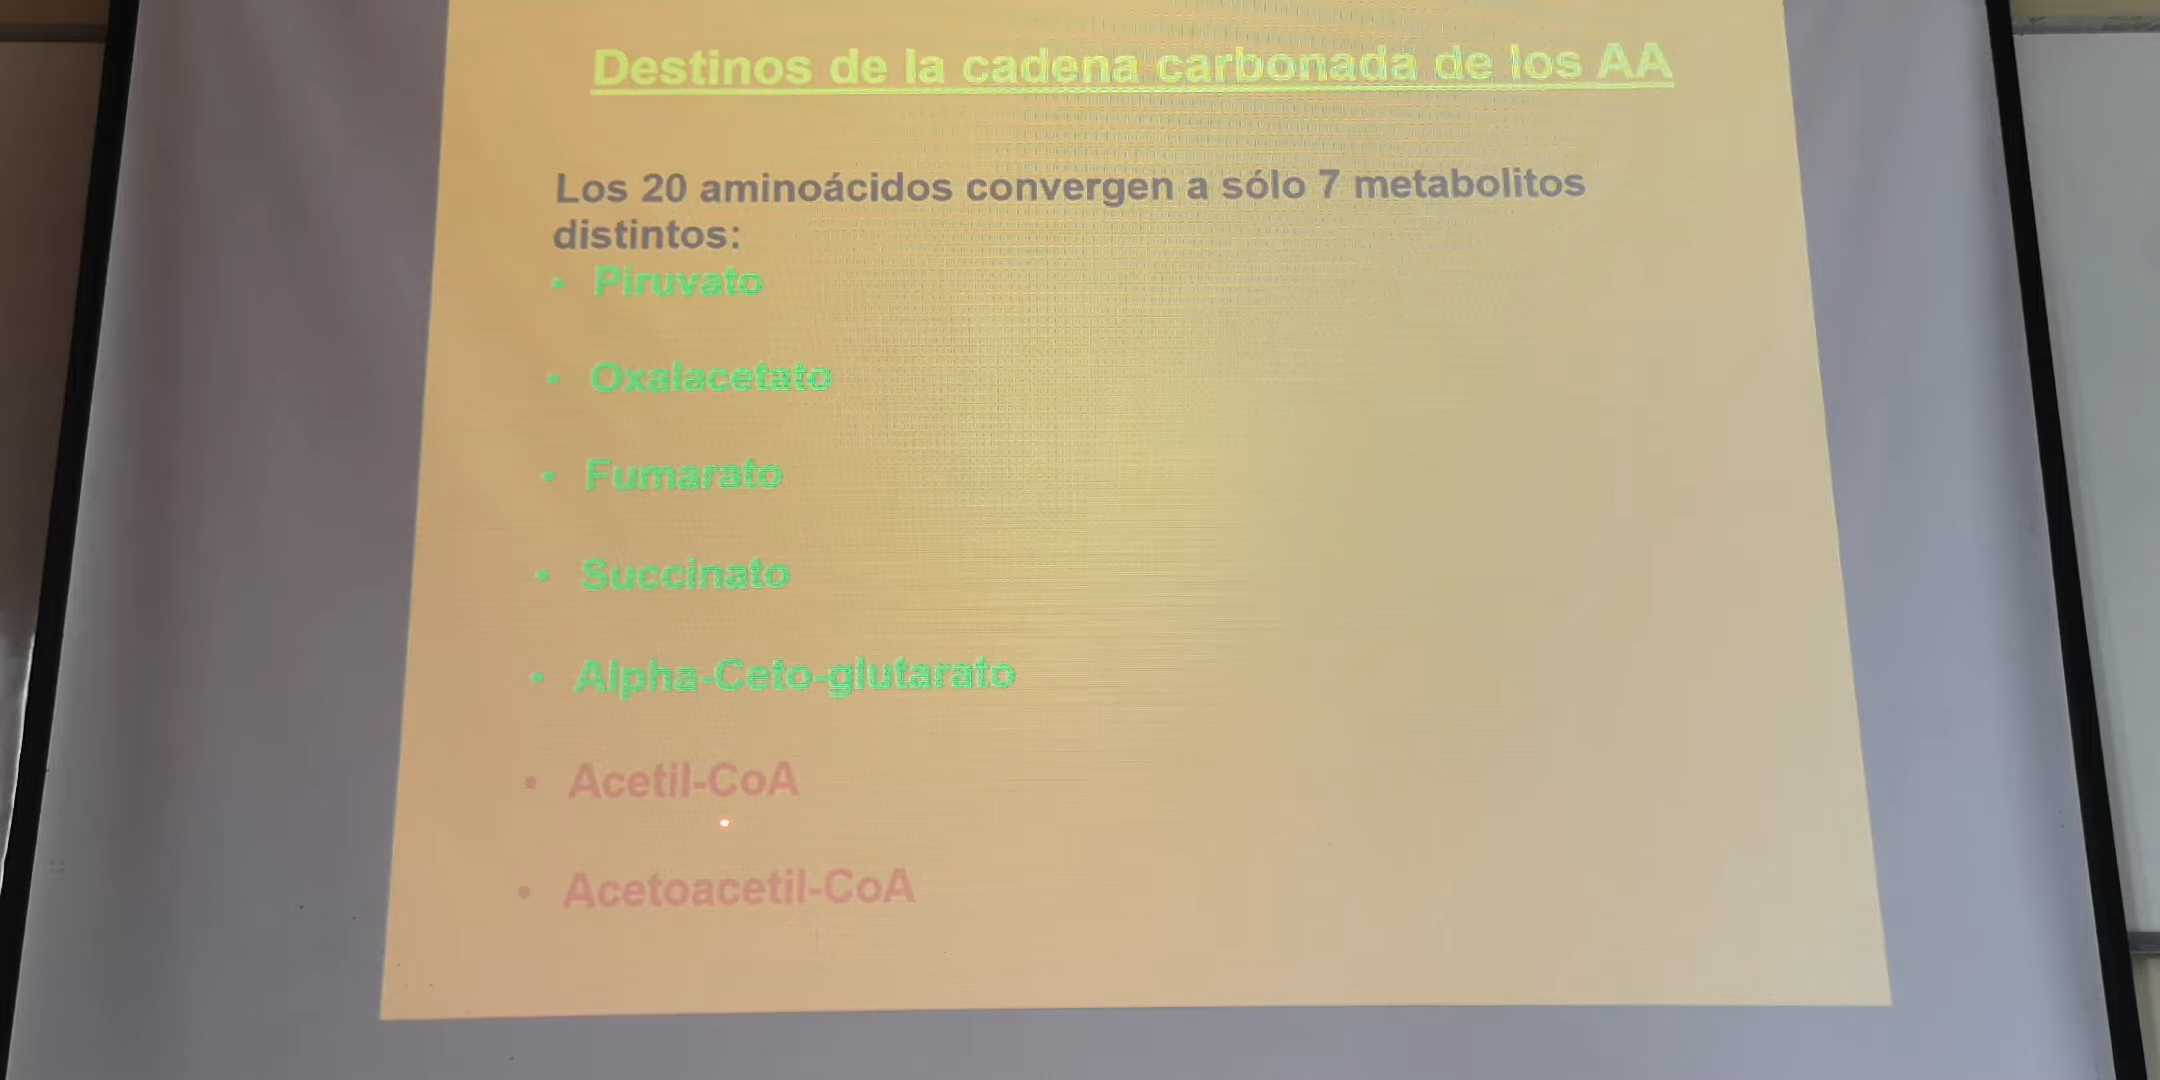 Destinos de la cadena carbonada de los AA
Los 20 aminoácidos convergen a sólo 7 metabolitos
distintos:
• Piruvato
• Oxalacetato
• Fumarato
• Succinato
• Alpha-Ceto-glutarato
• Acetil-CoA
• Acetoacetil-CoA